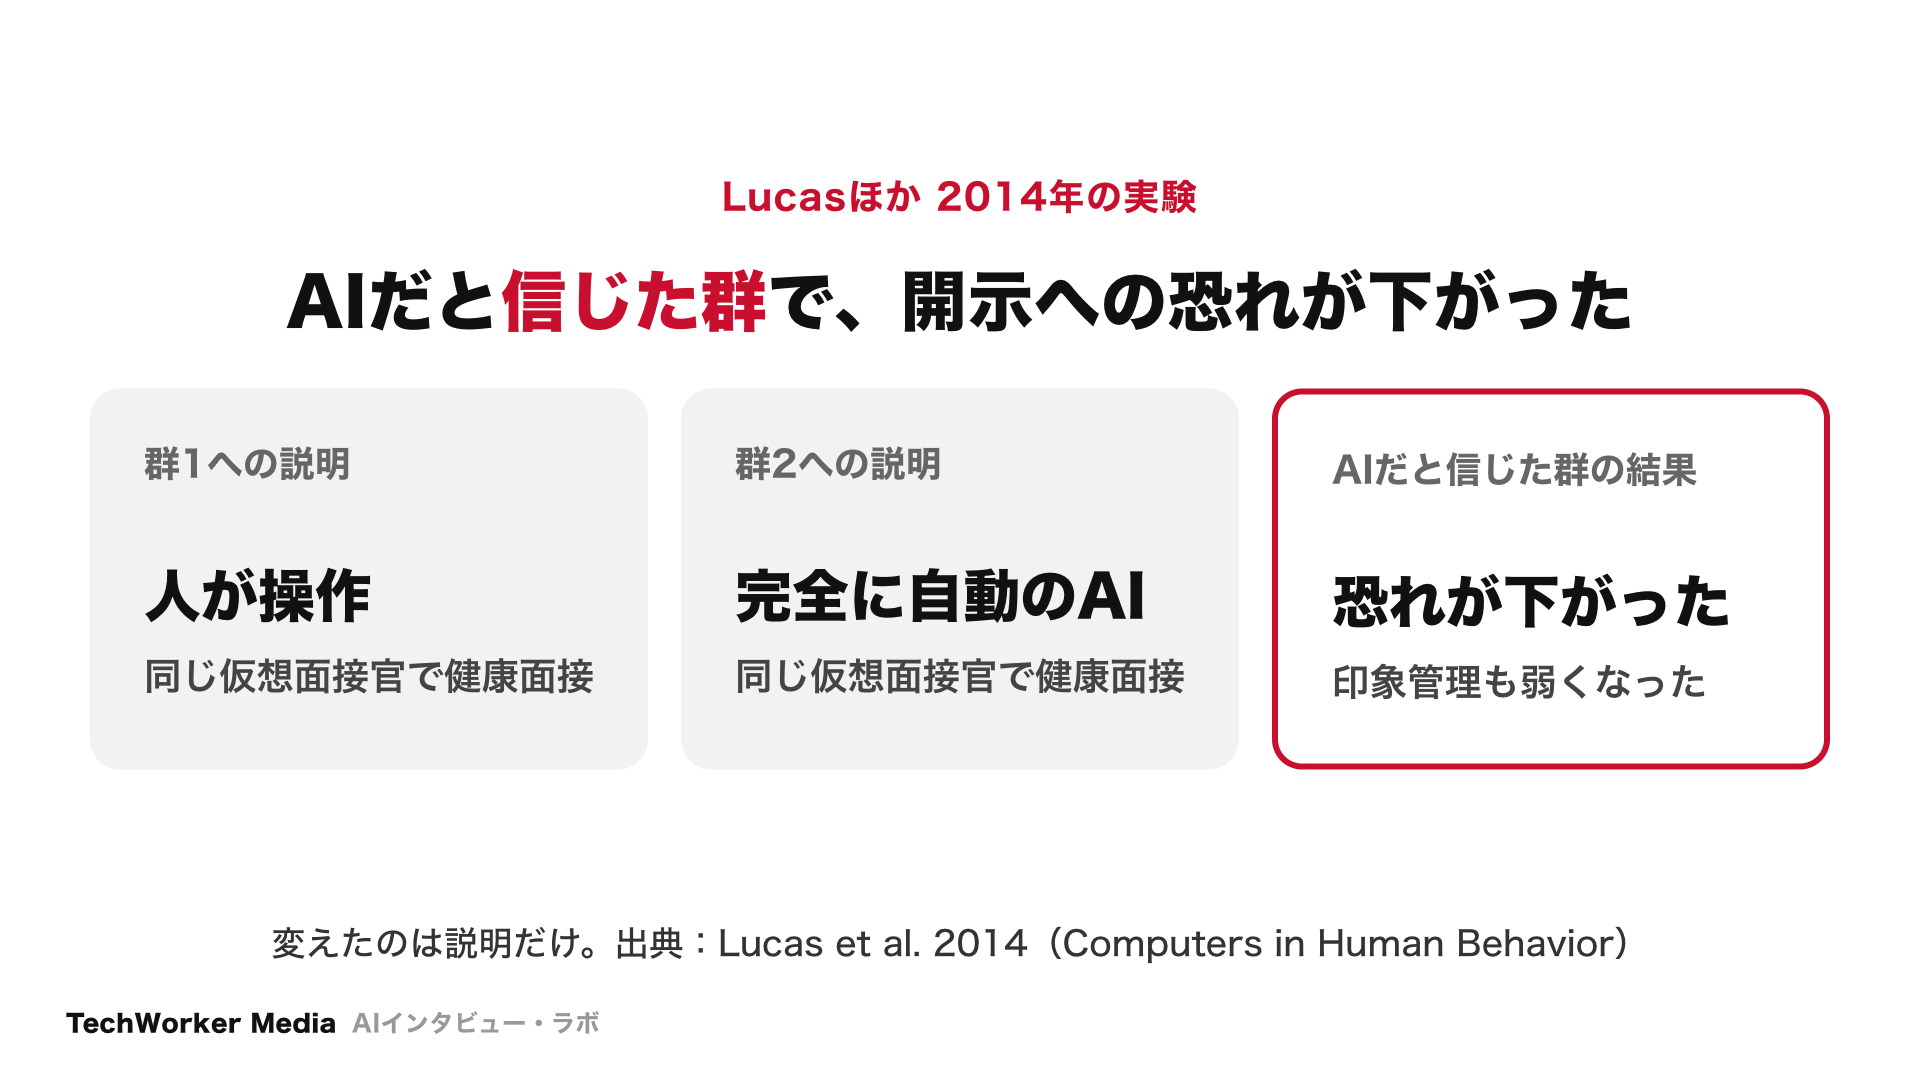 Lucasほか 2014年の実験
AIだと信じた群で、開示への恐れが下がった
群1への説明
人が操作
同じ仮想面接官で健康面接
群2への説明
完全に自動のAI
同じ仮想面接官で健康面接
AIだと信じた群の結果
恐れが下がった
印象管理も弱くなった
変えたのは説明だけ。出典：Lucas et al. 2014（Computers in Human Behavior）
TechWorker Media AIインタビュー・ラボ